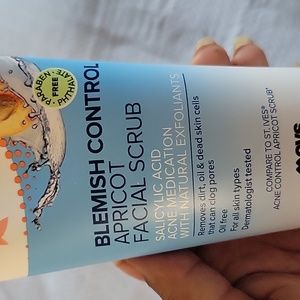 PARABEN
FREE
PHTHALATE
BLEMISH CONTROL
APRICOT
FACIAL SCRUB
SALICYLIC ACID
ACNE MEDICATION
WITH NATURAL EXFOLIANTS
Removes dirt, oil & dead skin cells
that can clog pores
Oil free
For all skin types
Dermatologist tested
COMPARE TO ST. IVES®
ACNE CONTROL APRICOT SCRUB*